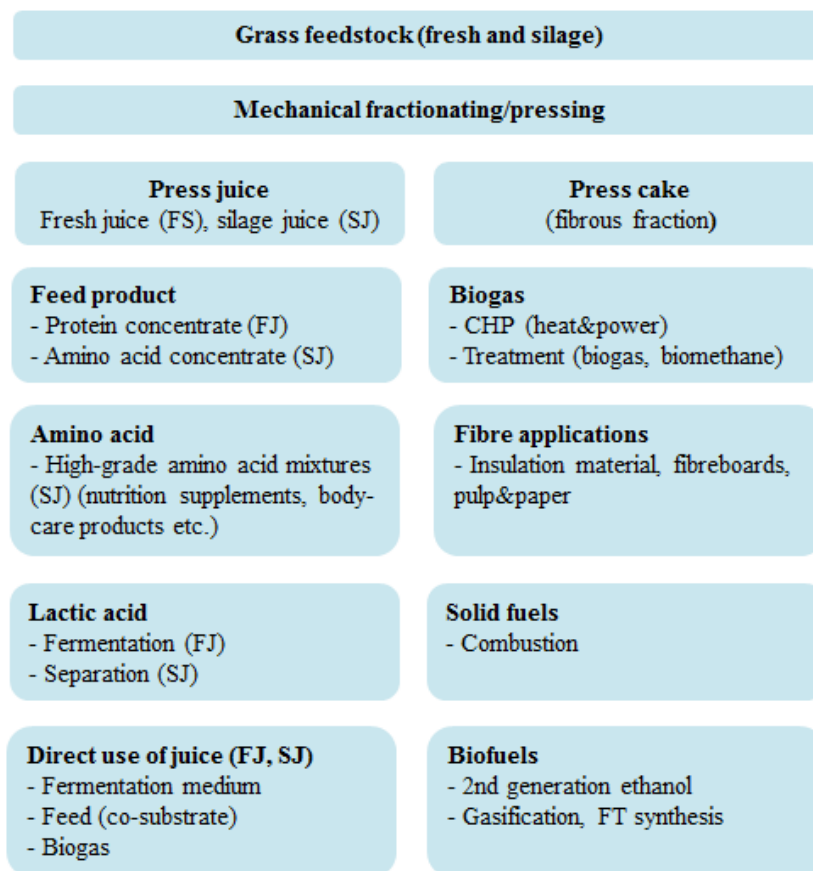 Grass feedstock (fresh and silage)
Mechanical fractionating/pressing
Press juice
Fresh juice (FS), silage juice (SJ)
Press cake
(fibrous fraction)
Feed product
- Protein concentrate (FJ)
- Amino acid concentrate (SJ)
Biogas
- CHP (heat&power)
- Treatment (biogas, biomethane)
Amino acid
- High-grade amino acid mixtures
(SJ) (nutrition supplements, body-
care products etc.)
Fibre applications
- Insulation material, fibreboards,
pulp&paper
Lactic acid
- Fermentation (FJ)
- Separation (SJ)
Solid fuels
- Combustion
Direct use of juice (FJ, SJ)
- Fermentation medium
- Feed (co-substrate)
- Biogas
Biofuels
- 2nd generation ethanol
- Gasification, FT synthesis